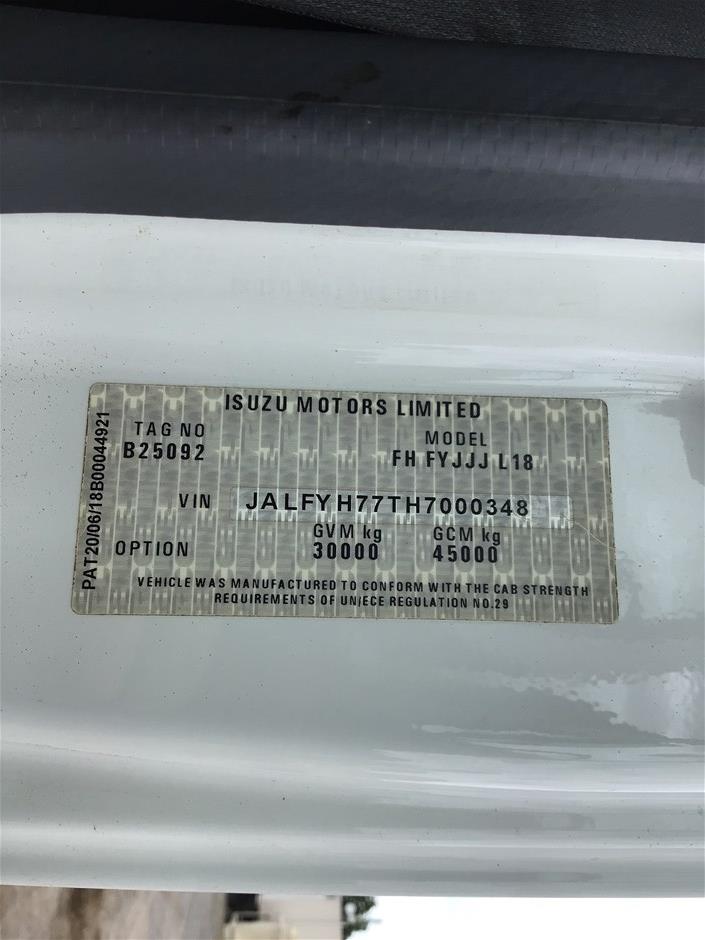 ISUZU MOTORS LIMITED
TAG NO
B25092
MODEL
FH FYJJJ L18
VIN JALFYH77TH7000348
OPTION
GVM kg
30000
GCM kg
45000
VEHICLE WAS MANUFACTURED TO CONFORM WITH THE CAB STRENGTH
REQUIREMENTS OF UN/ECE REGULATION NO.29
PAT20/06/18B00044921